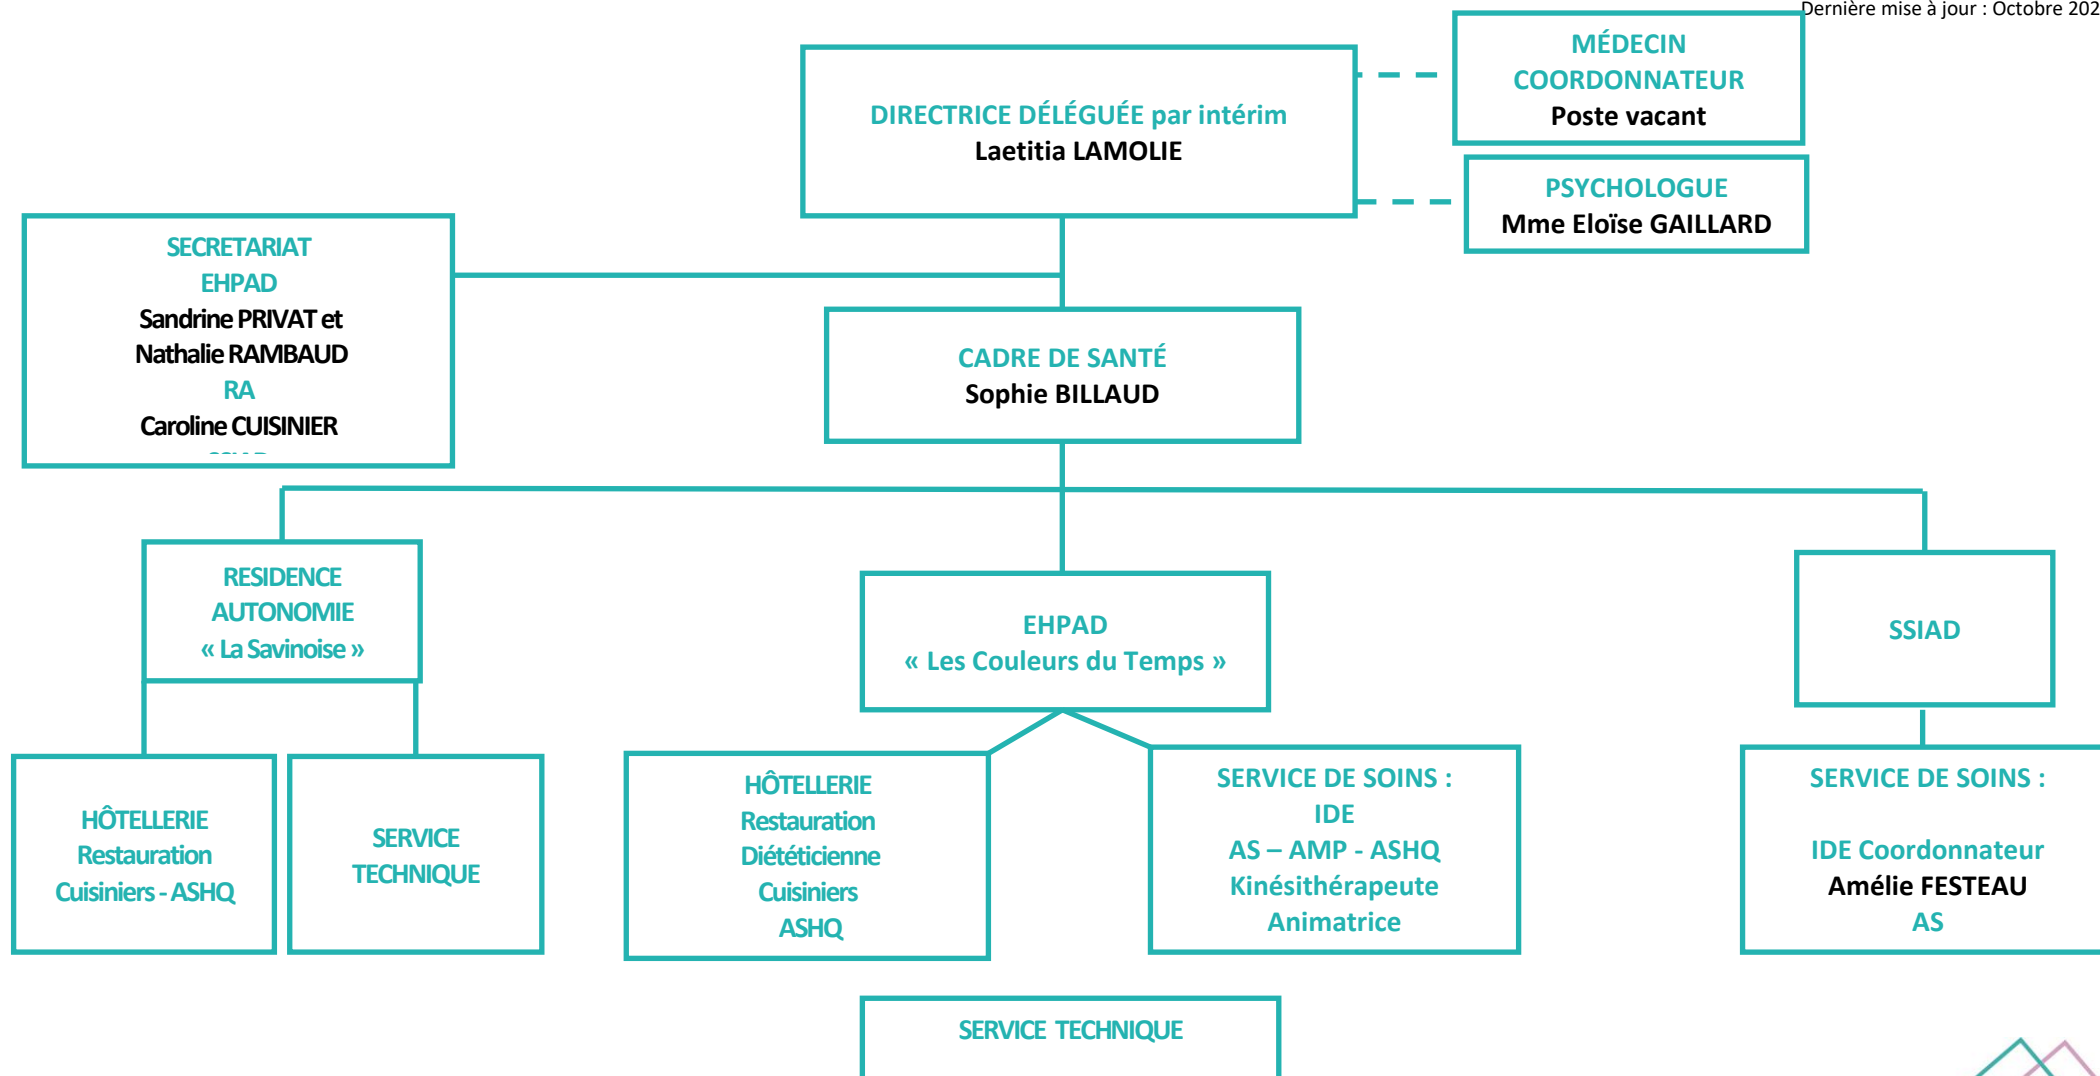 Dernière mise à jour : Octobre 202
MÉDECIN
COORDONNATEUR
Poste vacant
DIRECTRICE DÉLÉGUÉE par intérim
Laetitia LAMOLIE
PSYCHOLOGUE
Mme Eloïse GAILLARD
SECRETARIAT
EHPAD
Sandrine PRIVAT et
Nathalie RAMBAUD
RA
Caroline CUISINIER
CADRE DE SANTÉ
Sophie BILLAUD
RESIDENCE
AUTONOMIE
« La Savinoise »
EHPAD
« Les Couleurs du Temps »
SSIAD
HÔTELLERIE
Restauration
Cuisiniers - ASHQ
SERVICE
TECHNIQUE
HÔTELLERIE
Restauration
Diététicienne
Cuisiniers
ASHQ
SERVICE DE SOINS :
IDE
AS – AMP - ASHQ
Kinésithérapeute
Animatrice
SERVICE DE SOINS :
IDE Coordonnateur
Amélie FESTEAU
AS
SERVICE TECHNIQUE